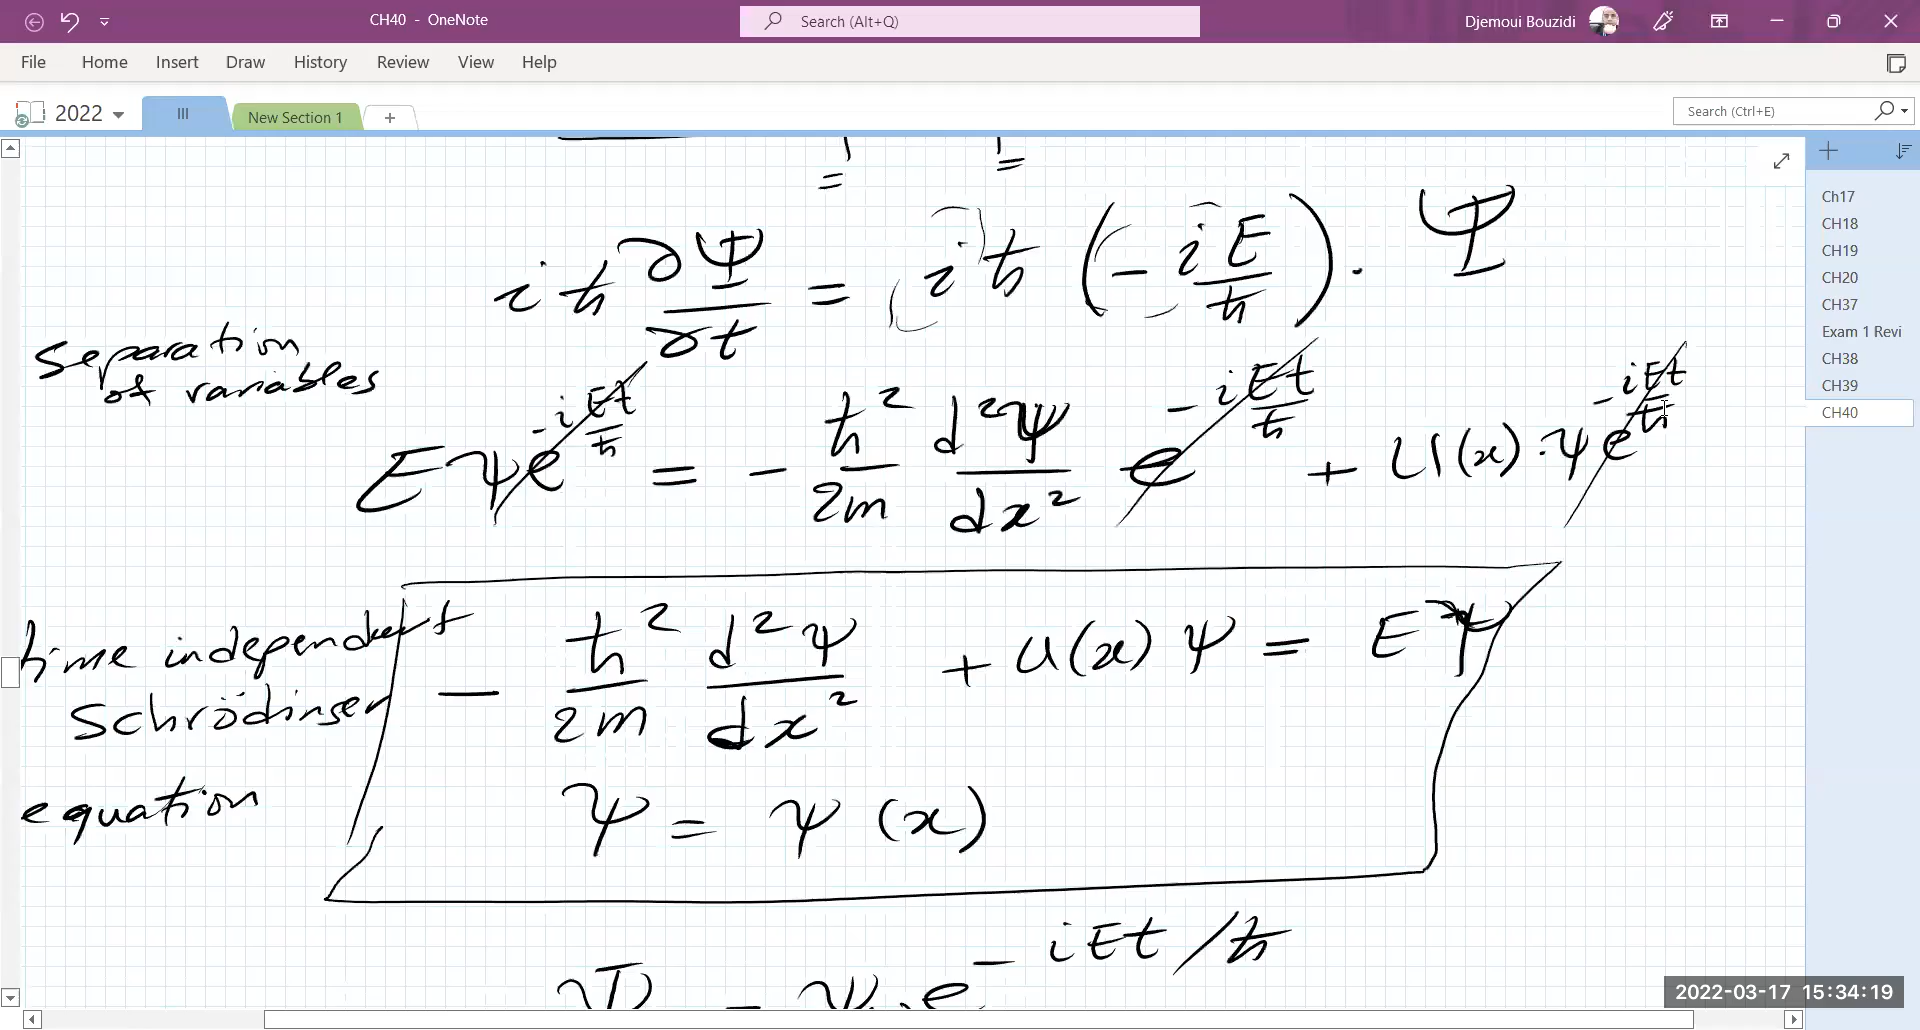 CH40 - OneNote
Search (Alt+Q)
Djemoui Bouzidi
File Home Insert Draw History Review View Help
2022
III
New Section 1
+
Search (Ctrl+E)
Ch17
CH18
CH19
CH20
CH37
Exam 1 Revi
CH38
CH39
CH40
iħ ∂Ψ/∂t = iħ (- iE/ħ) · Ψ
Separation
of variables
E ψ e^(-iEt/ħ) = - ħ²/2m d²ψ/dx² e^(-iEt/ħ) + U(x) · ψ e^(-iEt/ħ)
time independent
Schrödinger
equation
- ħ²/2m d²ψ/dx² + U(x) ψ = E ψ
ψ = ψ (x)
Ψ = ψ . e^(-iEt/ħ)
2022-03-17 15:34:19